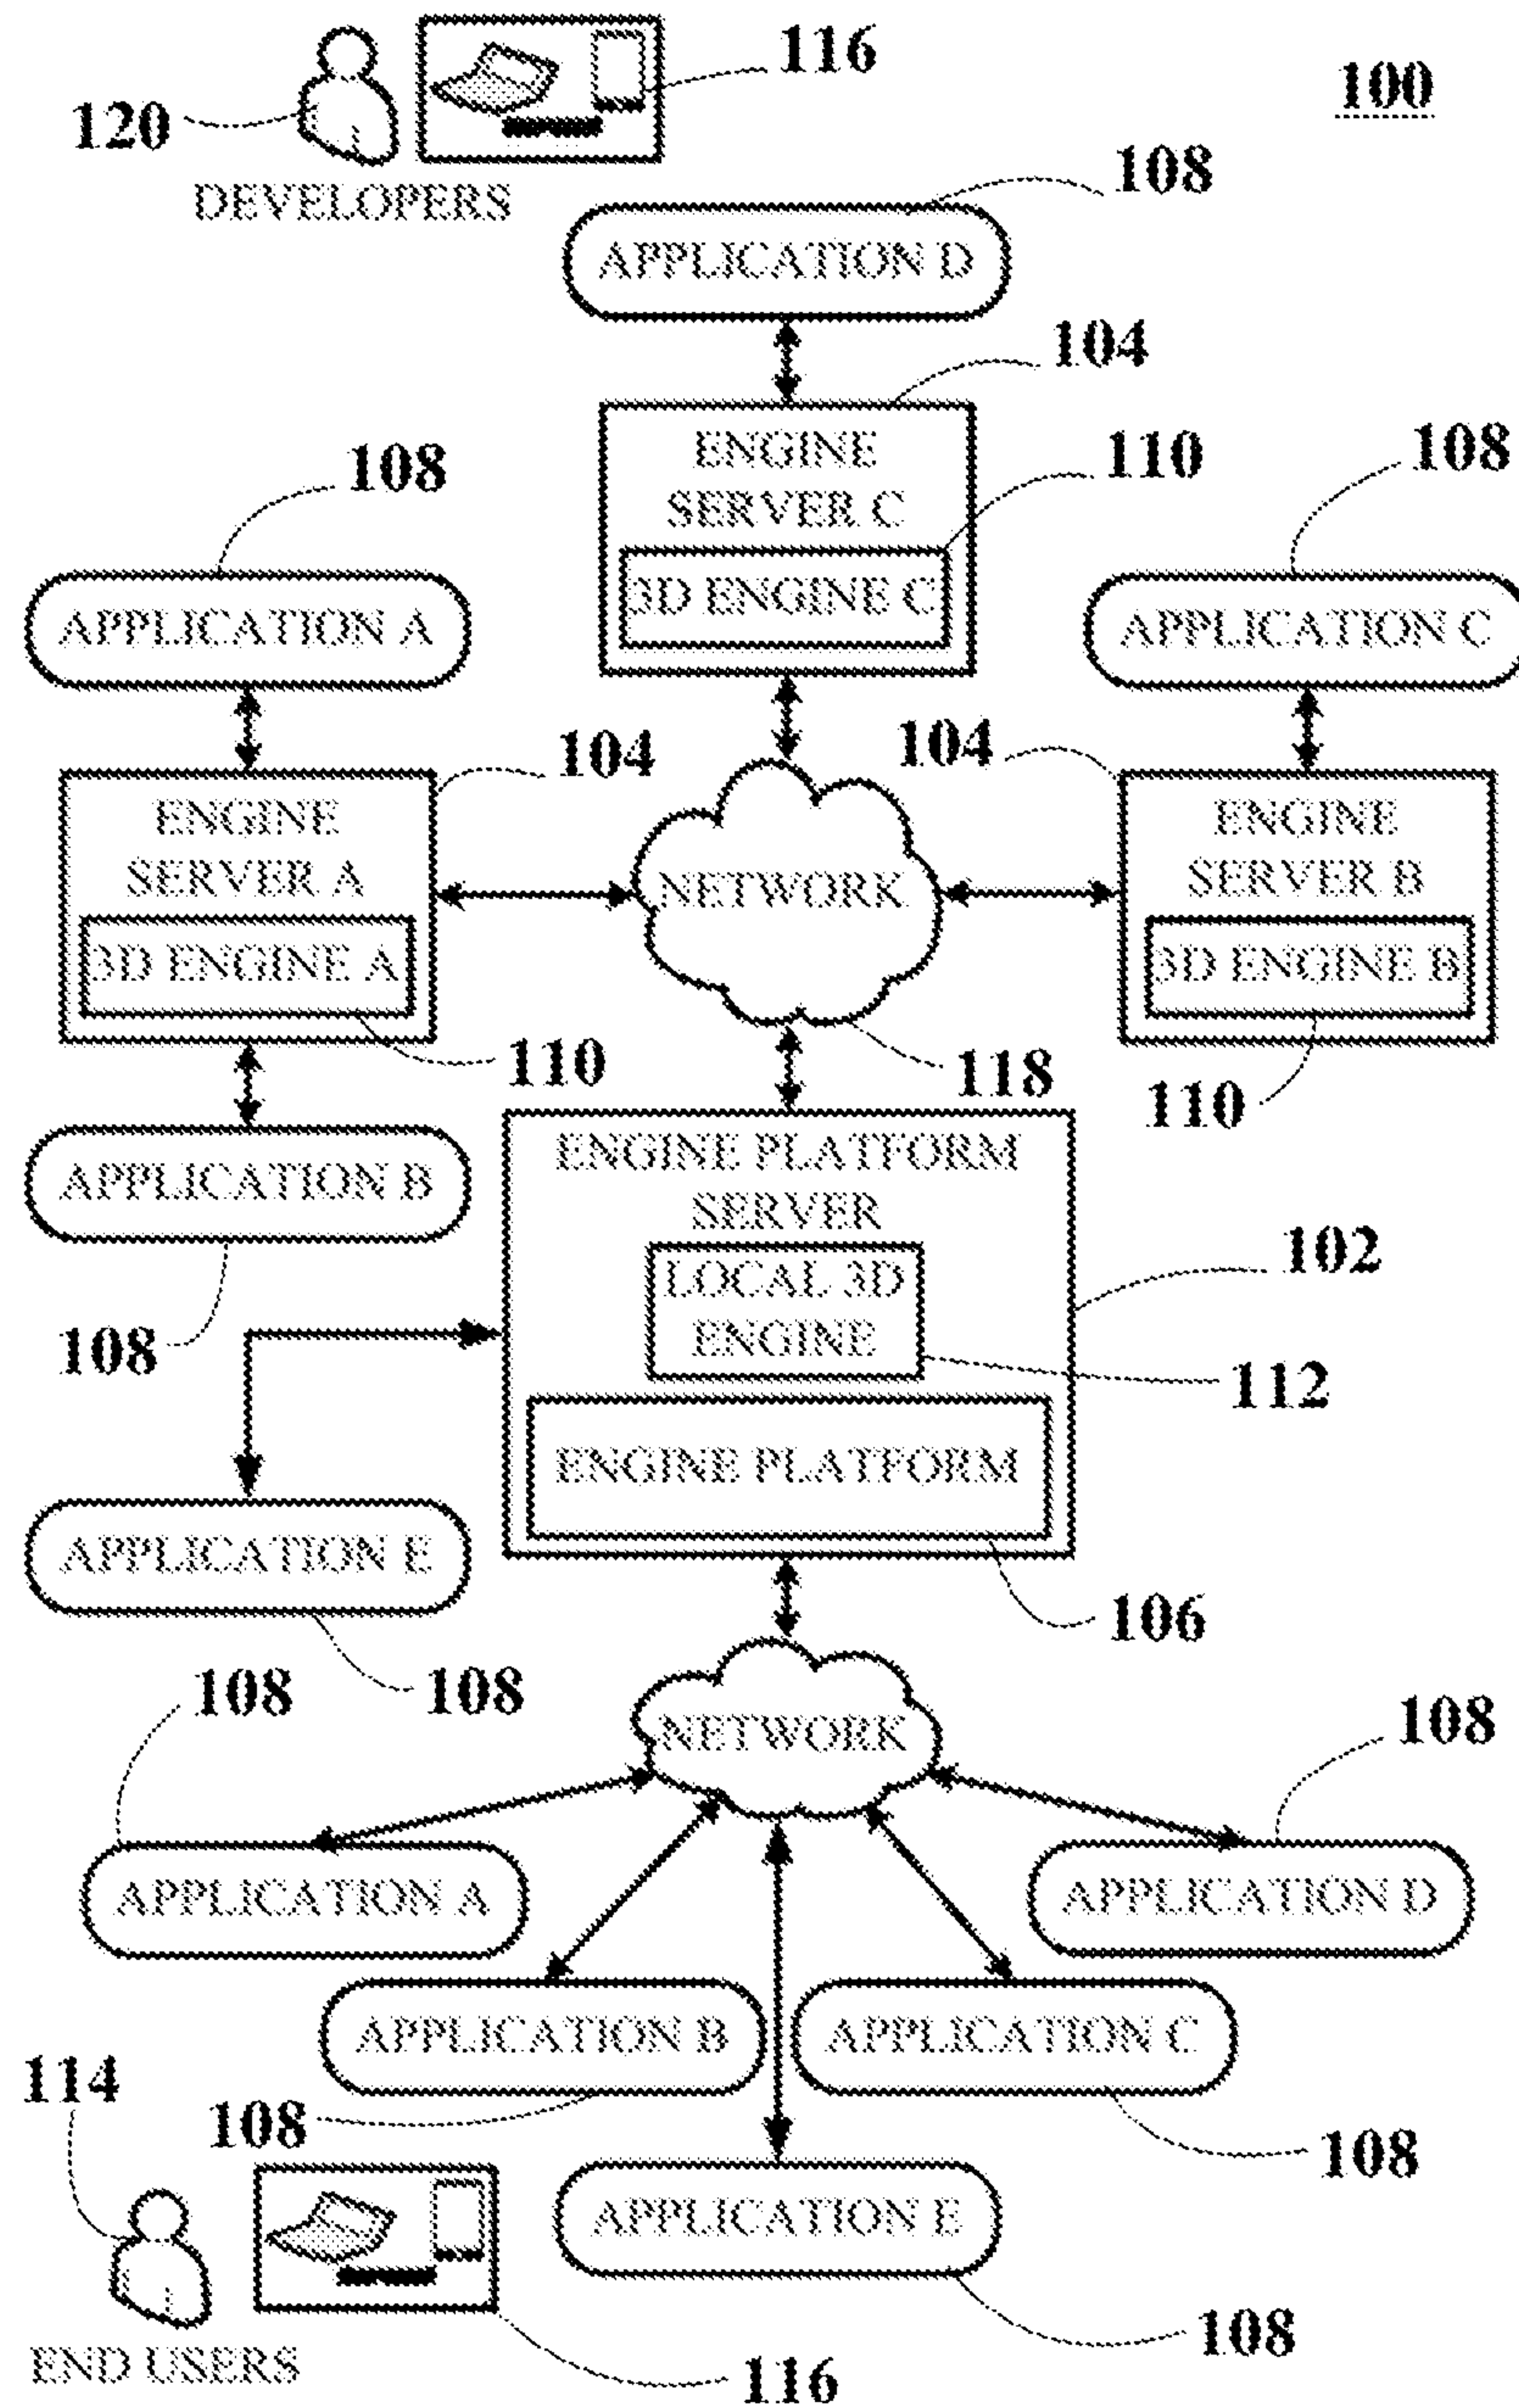 116
100
120
DEVELOPERS
108
APPLICATION D
104
ENGINE
SERVER C
110
3D ENGINE C
108
108
APPLICATION A
APPLICATION C
104
104
ENGINE
SERVER A
3D ENGINE A
NETWORK
ENGINE
SERVER B
3D ENGINE B
110
118
110
APPLICATION B
108
ENGINE PLATFORM
SERVER
LOCAL 3D
ENGINE
102
112
ENGINE PLATFORM
106
APPLICATION E
108
108
NETWORK
108
APPLICATION A
APPLICATION D
APPLICATION B
APPLICATION C
114
108
108
APPLICATION E
108
END USERS
116